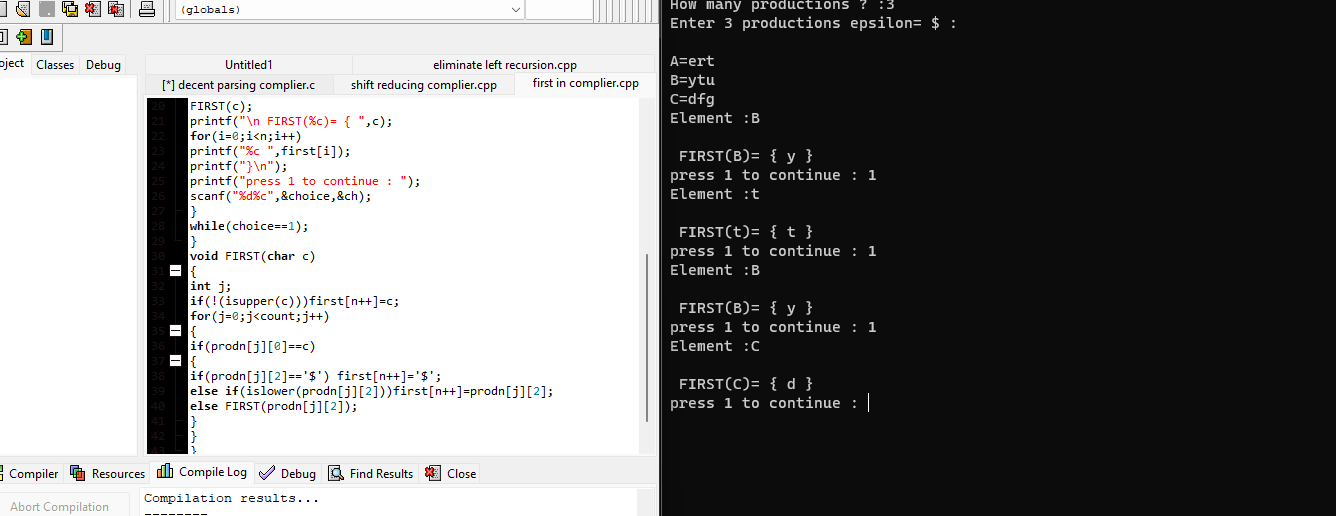 (globals)
oject Classes Debug
Untitled1 eliminate left recursion.cpp
[*] decent parsing complier.c shift reducing complier.cpp first in complier.cpp
20 FIRST(c);
21 printf("\n FIRST(%c)= { ",c);
22 for(i=0;i<n;i++)
23 printf("%c ",first[i]);
24 printf("}\n");
25 printf("press 1 to continue : ");
26 scanf("%d%c",&choice,&ch);
27 }
28 while(choice==1);
29 }
30 void FIRST(char c)
31 {
32 int j;
33 if(!(isupper(c)))first[n++]=c;
34 for(j=0;j<count;j++)
35 {
36 if(prodn[j][0]==c)
37 {
38 if(prodn[j][2]=='$') first[n++]='$';
39 else if(islower(prodn[j][2]))first[n++]=prodn[j][2];
40 else FIRST(prodn[j][2]);
41 }
42 }
43 }
Compiler Resources Compile Log Debug Find Results Close
Abort Compilation
Compilation results...
--------
How many productions ? :3
Enter 3 productions epsilon= $ :
A=ert
B=ytu
C=dfg
Element :B
FIRST(B)= { y }
press 1 to continue : 1
Element :t
FIRST(t)= { t }
press 1 to continue : 1
Element :B
FIRST(B)= { y }
press 1 to continue : 1
Element :C
FIRST(C)= { d }
press 1 to continue :